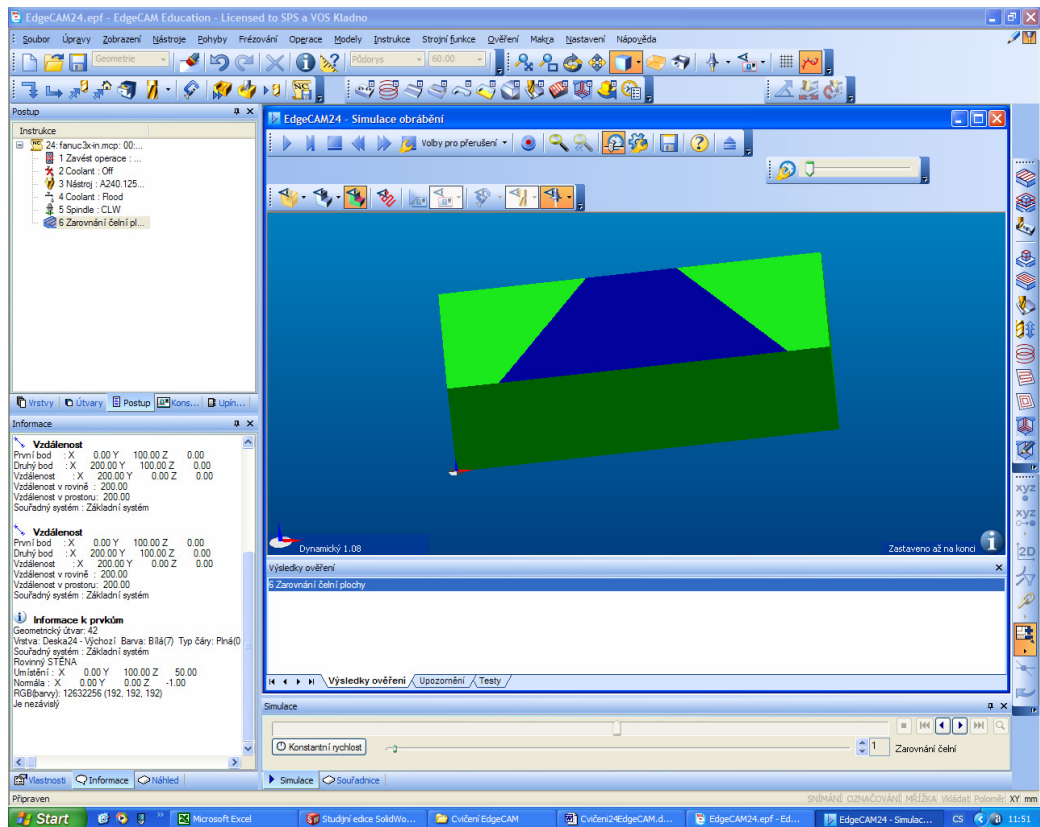 EdgeCAM24.epf - EdgeCAM Education - Licensed to SPS a VOS Kladno
Soubor Úpravy Zobrazení Nástroje Pohyby Frézování Operace Modely Instrukce Strojní funkce Ověření Makra Nastavení Nápověda
Geometrie Půdorys 60.00
Postup
Instrukce
24: fanuc3x-in.mcp: 00:...
1 Zavést operace : ...
2 Coolant : Off
3 Nástroj : A240.125...
4 Coolant : Flood
5 Spindle : CLW
6 Zarovnání čelní pl...
Vrstvy Útvary Postup Kons... Upín...
Informace
Vzdálenost
První bod : X 0.00 Y 100.00 Z 0.00
Druhý bod : X 200.00 Y 100.00 Z 0.00
Vzdálenost : X 200.00 Y 0.00 Z 0.00
Vzdálenost v rovině : 200.00
Vzdálenost v prostoru: 200.00
Souřadný systém : Základní systém
Vzdálenost
První bod : X 0.00 Y 100.00 Z 0.00
Druhý bod : X 200.00 Y 100.00 Z 0.00
Vzdálenost : X 200.00 Y 0.00 Z 0.00
Vzdálenost v rovině : 200.00
Vzdálenost v prostoru: 200.00
Souřadný systém : Základní systém
Informace k prvkům
Geometrický útvar: 42
Vrstva: Deska24 - Výchozí Barva: Bílá(7) Typ čáry: Plná(0
Souřadný systém : Základní systém
Rovinný STĚNA
Umístění : X 0.00 Y 100.00 Z 50.00
Normála : X 0.00 Y 0.00 Z -1.00
RGB(barvy): 12632256 (192, 192, 192)
Je nezávislý
Vlastnosti Informace Náhled
EdgeCAM24 - Simulace obrábění
Volby pro přerušení
Dynamický 1.08
Zastaveno až na konci
Výsledky ověření
6 Zarovnání čelní plochy
Výsledky ověření Upozornění Testy
Simulace
Konstantní rychlost
1 Zarovnání čelní
Simulace Souřadnice
xyz
xyz
2D
Připraven
SNÍMÁNÍ OZNAČOVÁNÍ MŘÍŽKA Vkládat Poloměr XY mm
Start
Microsoft Excel
Studijní edice SolidWo...
Cvičení EdgeCAM
Cvičení24EdgeCAM.d...
EdgeCAM24.epf - Ed...
EdgeCAM24 - Simulac...
CS
11:51